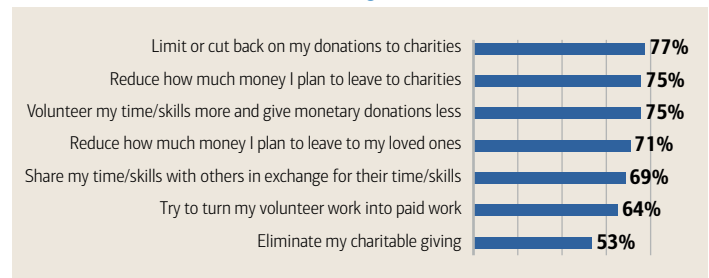 Limit or cut back on my donations to charities 77%
Reduce how much money I plan to leave to charities 75%
Volunteer my time/skills more and give monetary donations less 75%
Reduce how much money I plan to leave to my loved ones 71%
Share my time/skills with others in exchange for their time/skills 69%
Try to turn my volunteer work into paid work 64%
Eliminate my charitable giving 53%